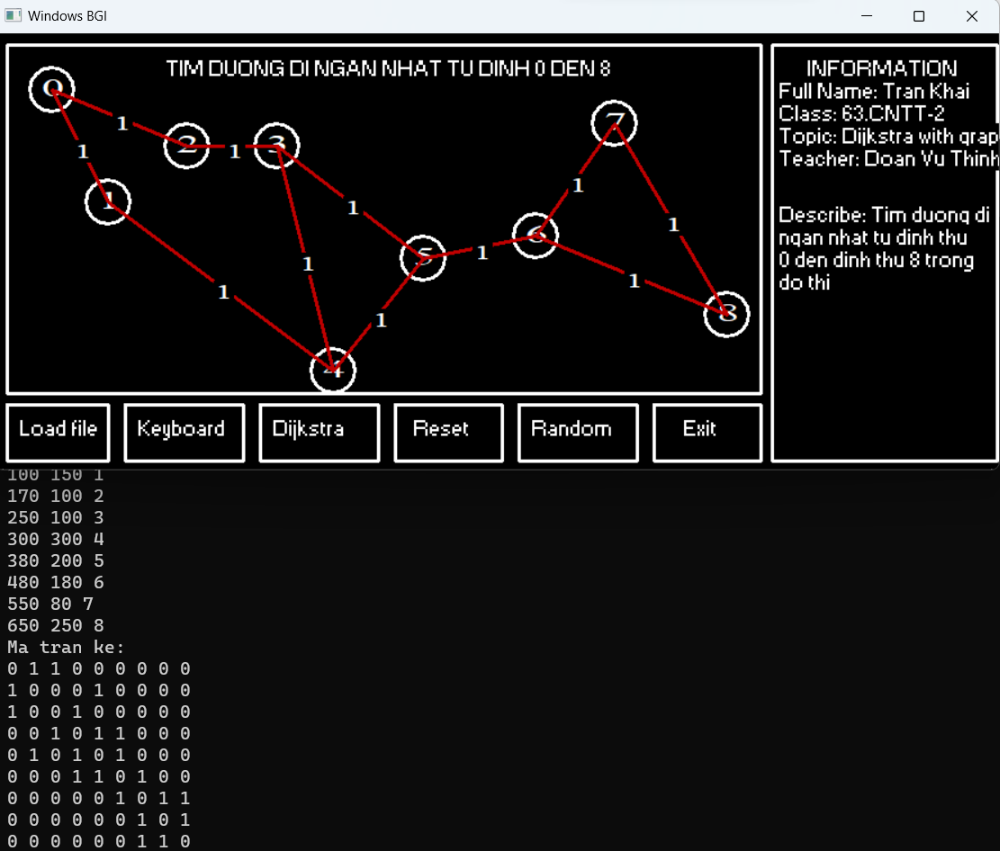 Windows BGI
TIM DUONG DI NGAN NHAT TU DINH 0 DEN 8
0
1
2
1
3
1
1
1
1
1
4
1
5
1
6
1
7
1
1
8
INFORMATION
Full Name: Tran Khai
Class: 63.CNTT-2
Topic: Dijkstra with grap
Teacher: Doan Vu Thinh
Describe: Tim duong di
ngan nhat tu dinh thu
0 den dinh thu 8 trong
do thi
Load file
Keyboard
Dijkstra
Reset
Random
Exit
100 150 1
170 100 2
250 100 3
300 300 4
380 200 5
480 180 6
550 80 7
650 250 8
Ma tran ke:
0 1 1 0 0 0 0 0 0
1 0 0 0 1 0 0 0 0
1 0 0 1 0 0 0 0 0
0 0 1 0 1 1 0 0 0
0 1 0 1 0 1 0 0 0
0 0 0 1 1 0 1 0 0
0 0 0 0 0 1 0 1 1
0 0 0 0 0 0 1 0 1
0 0 0 0 0 0 1 1 0